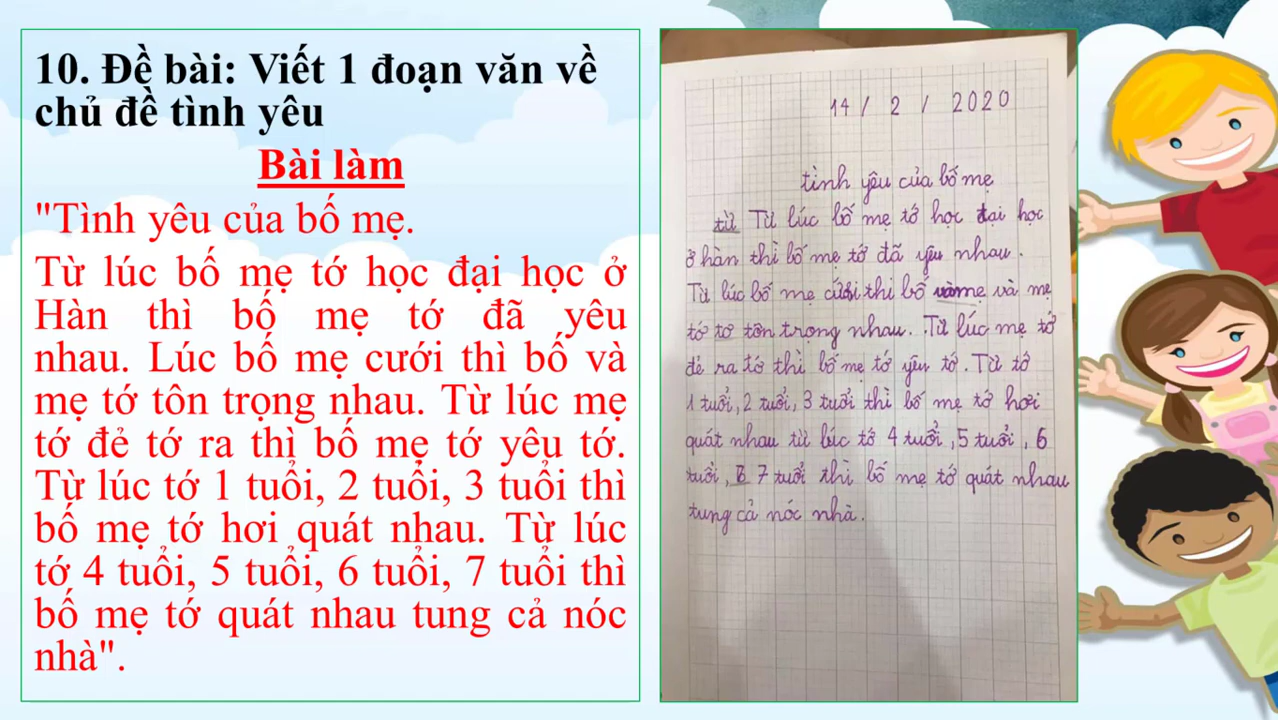 10. Đề bài: Viết 1 đoạn văn về
chủ đề tình yêu
Bài làm
"Tình yêu của bố mẹ.
Từ lúc bố mẹ tớ học đại học ở
Hàn thì bố mẹ tớ đã yêu
nhau. Lúc bố mẹ cưới thì bố và
mẹ tớ tôn trọng nhau. Từ lúc mẹ
tớ đẻ tớ ra thì bố mẹ tớ yêu tớ.
Từ lúc tớ 1 tuổi, 2 tuổi, 3 tuổi thì
bố mẹ tớ hơi quát nhau. Từ lúc
tớ 4 tuổi, 5 tuổi, 6 tuổi, 7 tuổi thì
bố mẹ tớ quát nhau tung cả nóc
nhà".
14 / 2 / 2020
tình yêu của bố mẹ
từ Từ lúc bố mẹ tớ học đại học
ở hàn thì bố mẹ tớ đã yêu nhau.
Từ lúc bố mẹ cưới thì bố và mẹ
tớ tơ tôn trọng nhau. Từ lúc mẹ tớ
đẻ ra tớ thì bố mẹ tớ yêu tớ. Từ tớ
1 tuổi, 2 tuổi, 3 tuổi thì bố mẹ tớ hơi
quát nhau từ lúc tớ 4 tuổi, 5 tuổi, 6
tuổi, 7 tuổi thì bố mẹ tớ quát nhau
tung cả nóc nhà.